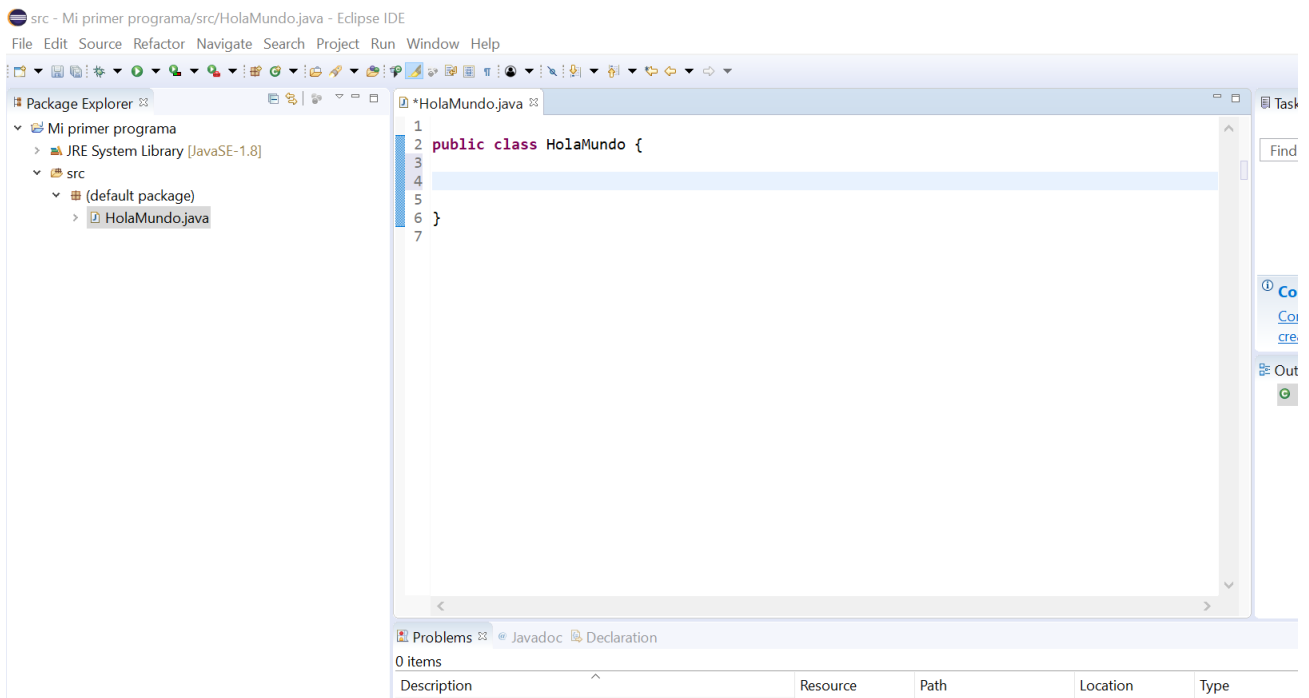 src - Mi primer programa/src/HolaMundo.java - Eclipse IDE
File Edit Source Refactor Navigate Search Project Run Window Help
Package Explorer
Mi primer programa
JRE System Library [JavaSE-1.8]
src
(default package)
HolaMundo.java
*HolaMundo.java
1
2 public class HolaMundo {
3
4
5
6 }
7
Task
Find
Co
Cor
crea
Out
Problems Javadoc Declaration
0 items
Description Resource Path Location Type